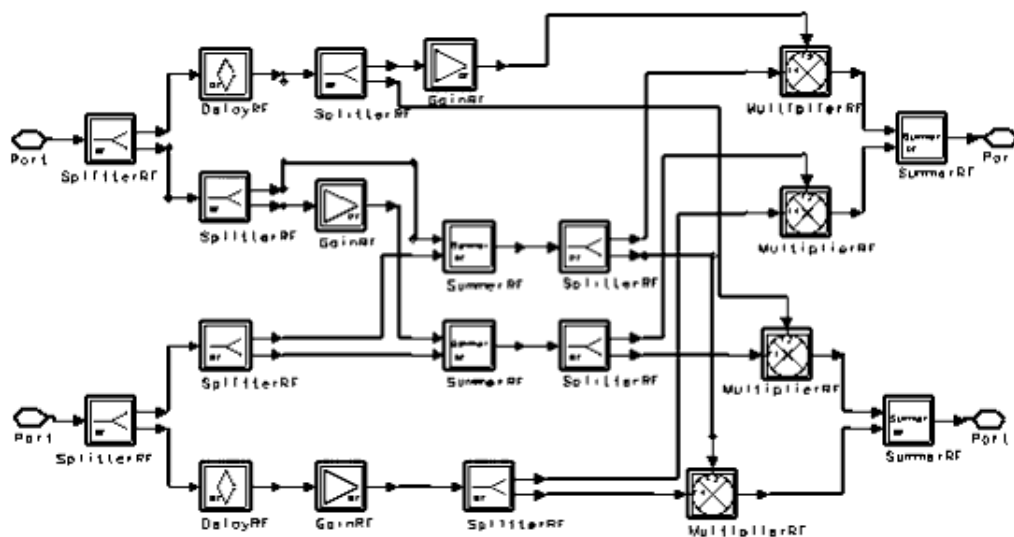 DelayRF
SplitterRF
GainRF
MultiplierRF
Port
SplitterRF
SummerRF
Por
SplitterRF
GainRF
MultiplierRF
SummerRF
SplitterRF
SplitterRF
SummerRF
SplitterRF
MultiplierRF
Port
SplitterRF
SummerRF
Port
DelayRF
GainRF
SplitterRF
MultiplierRF